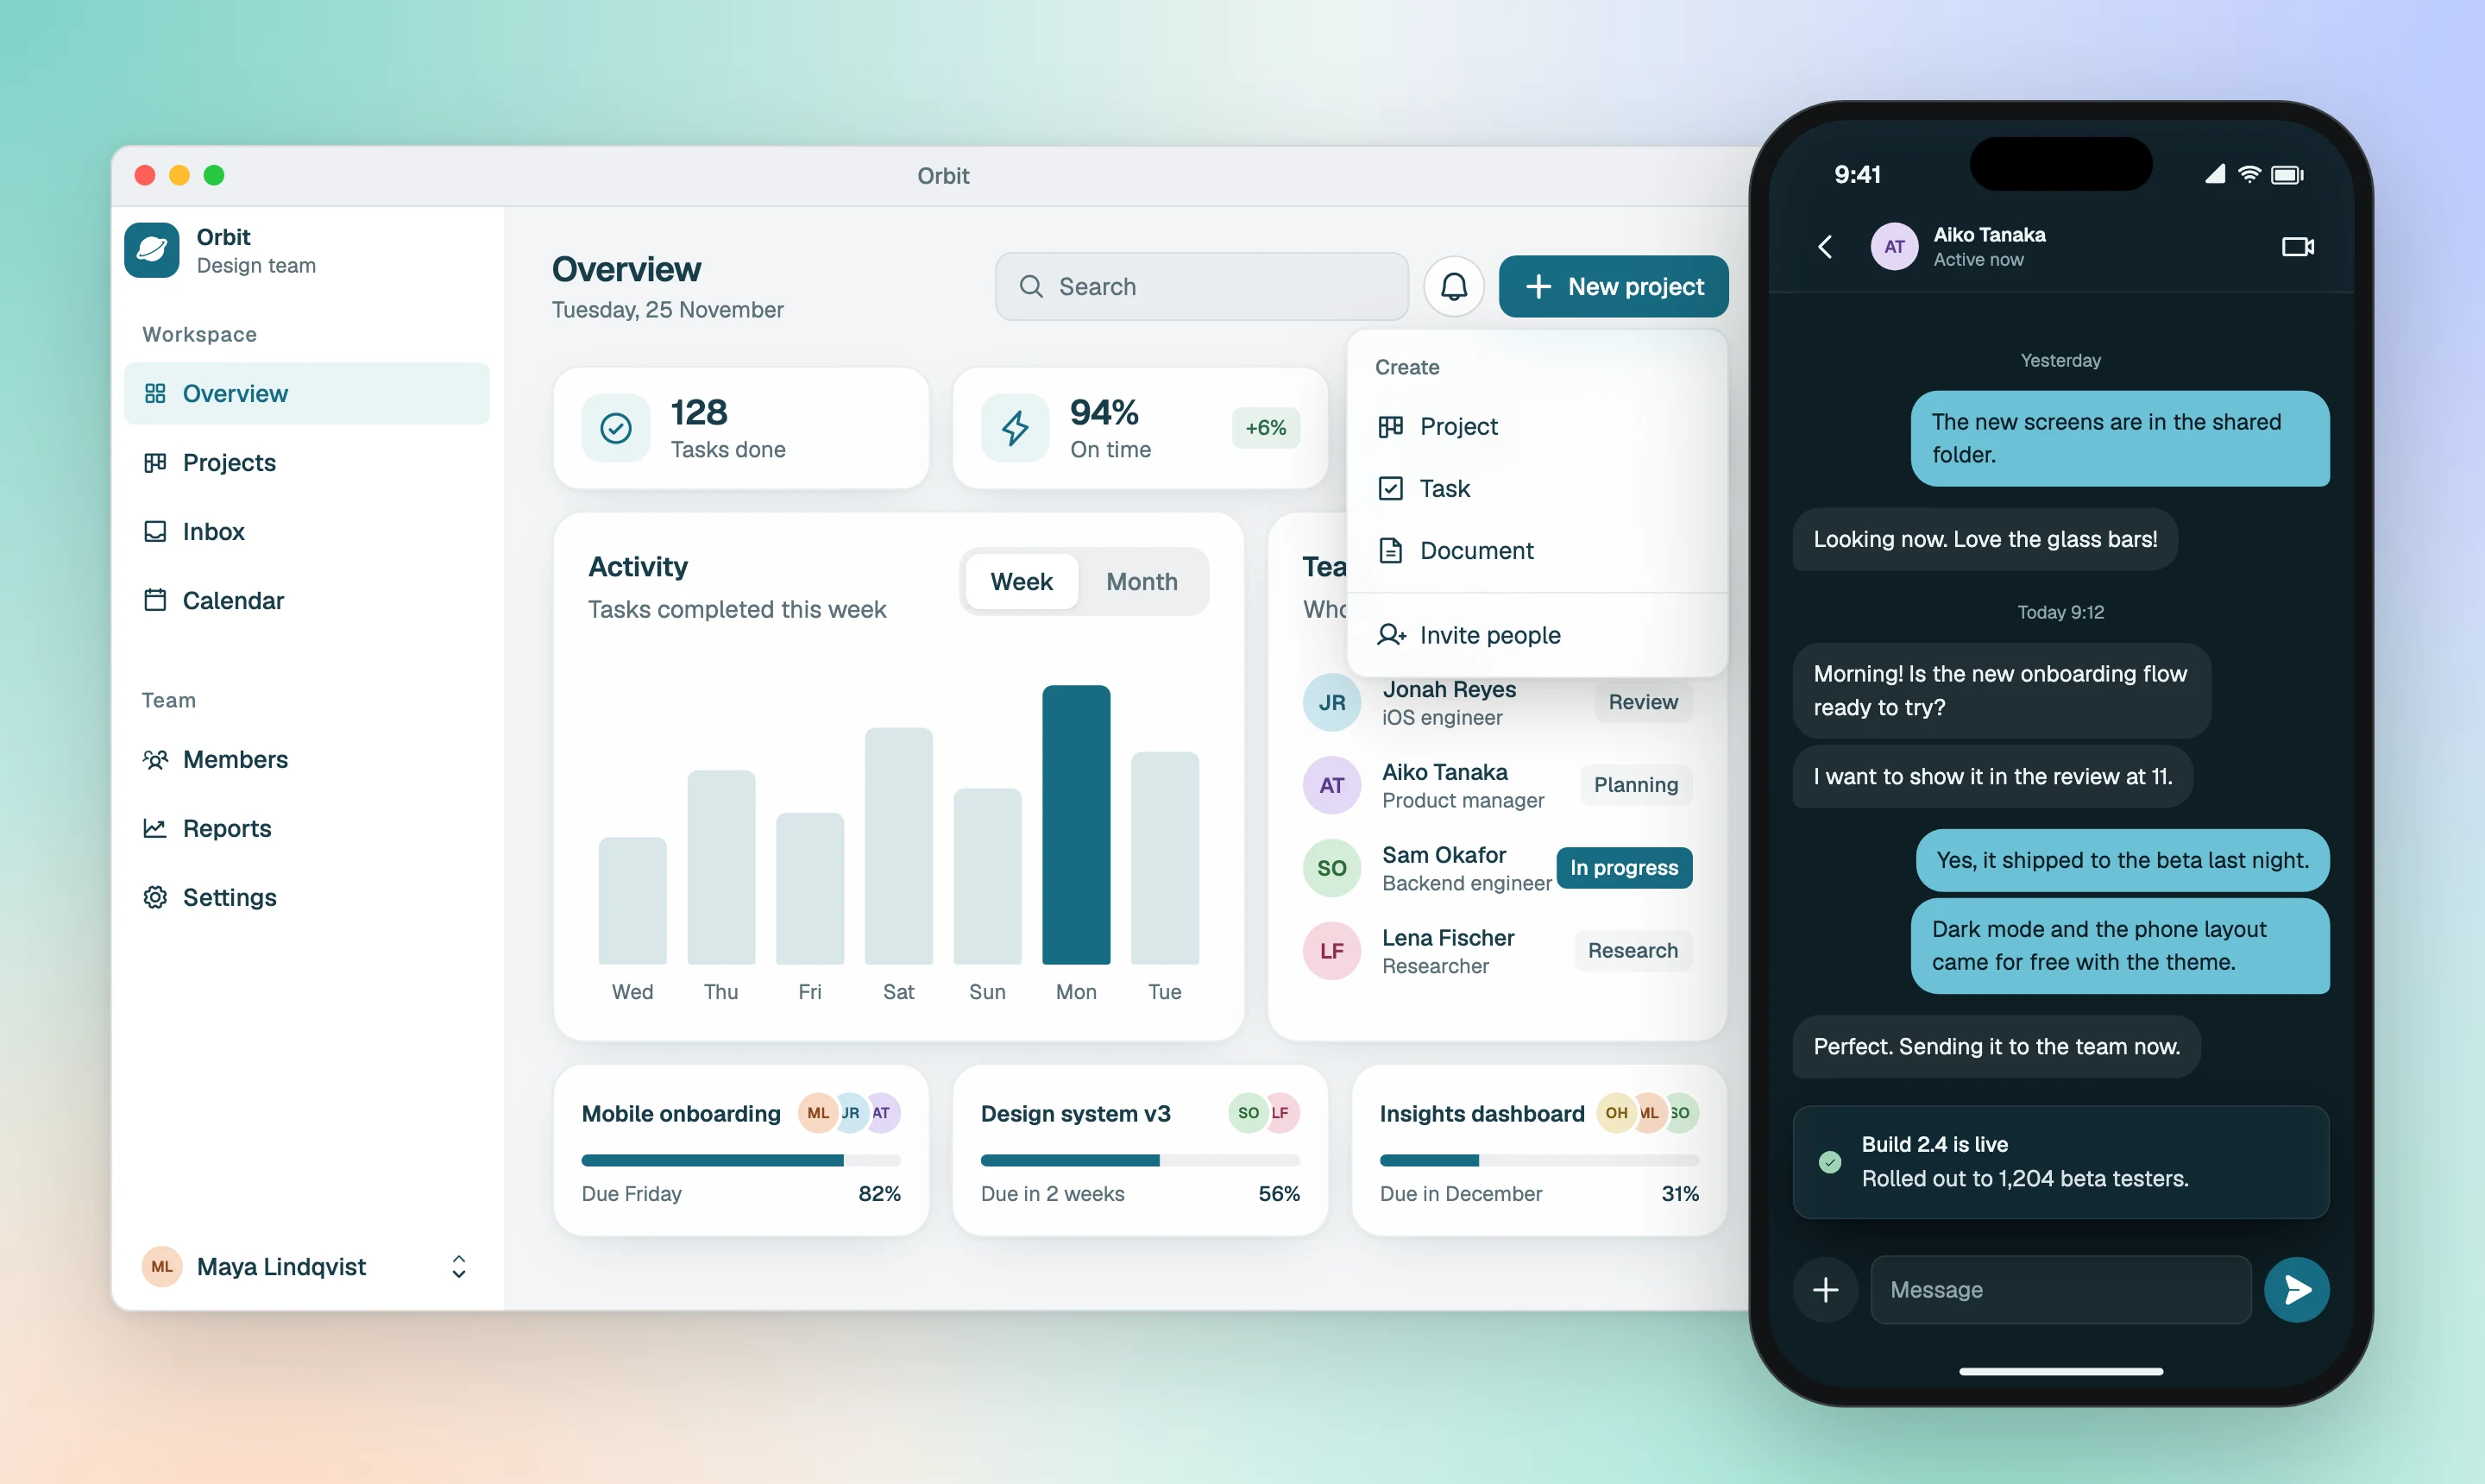 Orbit
Orbit
Design team
Workspace
Overview
Projects
Inbox
Calendar
Team
Members
Reports
Settings
ML
Maya Lindqvist
Overview
Tuesday, 25 November
Search
New project
128
Tasks done
94%
On time
+6%
Create
Project
Task
Document
Invite people
Activity
Tasks completed this week
Week
Month
Wed
Thu
Fri
Sat
Sun
Mon
Tue
JR
Jonah Reyes
iOS engineer
Review
AT
Aiko Tanaka
Product manager
Planning
SO
Sam Okafor
Backend engineer
In progress
LF
Lena Fischer
Researcher
Research
Mobile onboarding
ML
JR
AT
Due Friday
82%
Design system v3
SO
LF
Due in 2 weeks
56%
Insights dashboard
OH
ML
SO
Due in December
31%
9:41
AT
Aiko Tanaka
Active now
Yesterday
The new screens are in the shared
folder.
Looking now. Love the glass bars!
Today 9:12
Morning! Is the new onboarding flow
ready to try?
I want to show it in the review at 11.
Yes, it shipped to the beta last night.
Dark mode and the phone layout
came for free with the theme.
Perfect. Sending it to the team now.
Build 2.4 is live
Rolled out to 1,204 beta testers.
Message